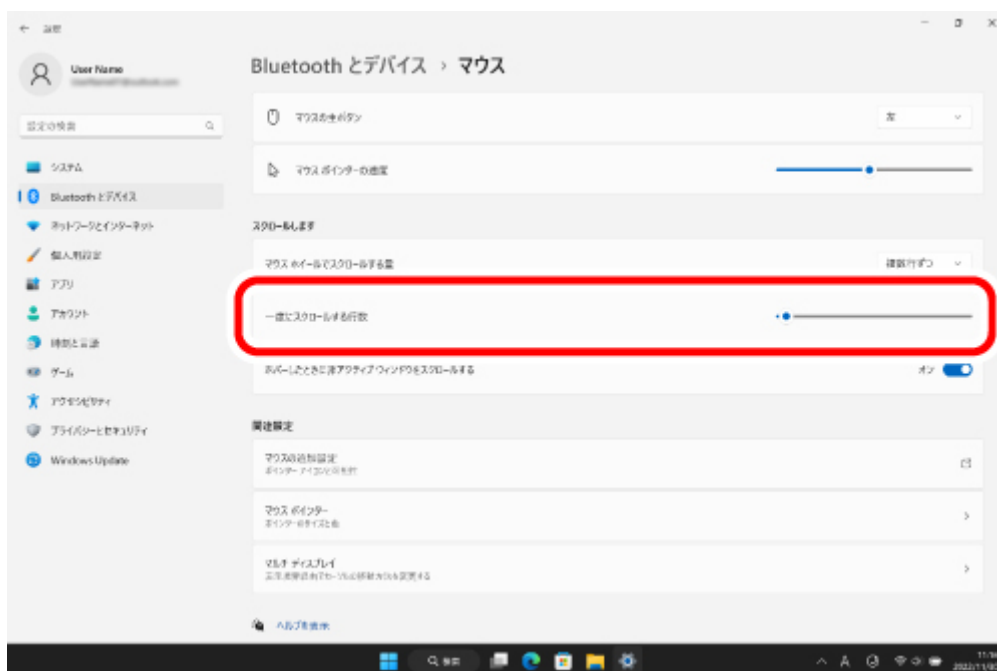 ← 設定
User Name
Bluetooth とデバイス › マウス
設定の検索
システム
Bluetooth とデバイス
ネットワークとインターネット
個人用設定
アプリ
アカウント
時刻と言語
ゲーム
アクセシビリティ
プライバシーとセキュリティ
Windows Update
マウスの主ボタン
左
マウス ポインターの速度
スクロールします
マウス ホイールでスクロールする量
複数行ずつ
一度にスクロールする行数
ホバーしたときに非アクティブ ウィンドウをスクロールする
オン
関連設定
マウスの追加設定
ポインター アイコンと可視性
マウス ポインター
ポインターのサイズと色
マルチ ディスプレイ
ヘルプを表示
検索
A